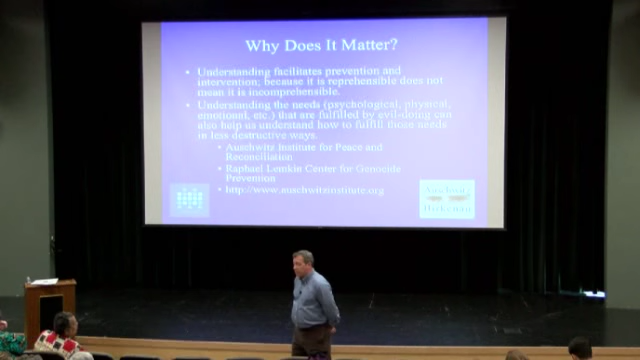 Why Does It Matter?
• Understanding facilitates prevention and
intervention; because it is reprehensible does not
mean it is incomprehensible.
• Understanding the needs (psychological, physical,
emotional, etc.) that are fulfilled by evil-doing can
also help us understand how to fulfill those needs
in less destructive ways.
• Auschwitz Institute for Peace and
Reconciliation
• Raphael Lemkin Center for Genocide
Prevention
• http://www.auschwitzinstitute.org